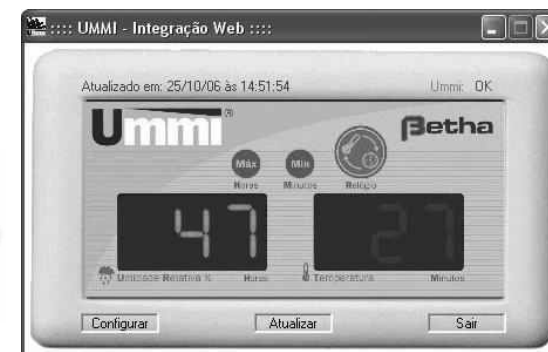 :::: UMMI - Integração Web ::::
Atualizado em: 25/10/06 às 14:51:54 Ummi: OK
Ummi® Betha
Máx Min
Horas Minutos Relógio
47 27
Umidade Relativa % Horas Temperatura Minutos
Configurar Atualizar Sair